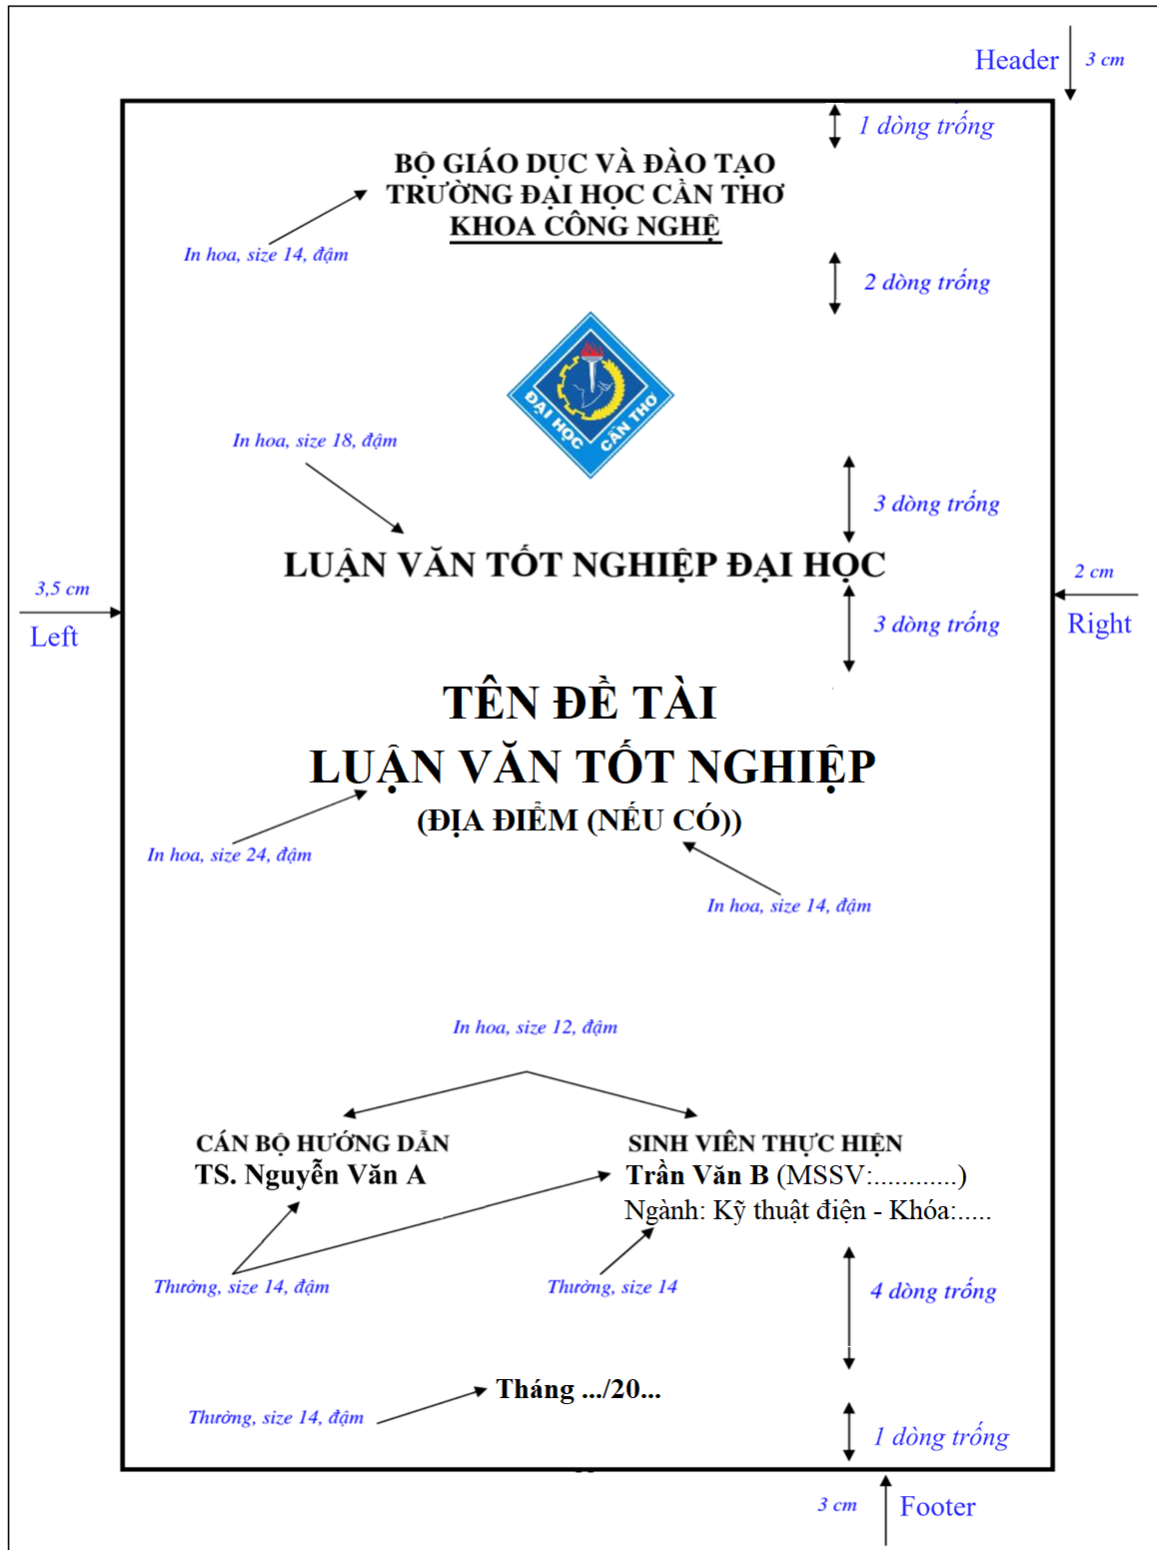 Header 3 cm
1 dòng trống
BỘ GIÁO DỤC VÀ ĐÀO TẠO
TRƯỜNG ĐẠI HỌC CẦN THƠ
KHOA CÔNG NGHỆ
In hoa, size 14, đậm
2 dòng trống
ĐẠI HỌC CẦN THƠ
In hoa, size 18, đậm
3 dòng trống
LUẬN VĂN TỐT NGHIỆP ĐẠI HỌC
3,5 cm
Left
2 cm
Right
3 dòng trống
TÊN ĐỀ TÀI
LUẬN VĂN TỐT NGHIỆP
(ĐỊA ĐIỂM (NẾU CÓ))
In hoa, size 24, đậm
In hoa, size 14, đậm
In hoa, size 12, đậm
CÁN BỘ HƯỚNG DẪN
TS. Nguyễn Văn A
SINH VIÊN THỰC HIỆN
Trần Văn B (MSSV:............)
Ngành: Kỹ thuật điện - Khóa:.....
Thường, size 14, đậm
Thường, size 14
4 dòng trống
Tháng .../20...
Thường, size 14, đậm
1 dòng trống
3 cm Footer